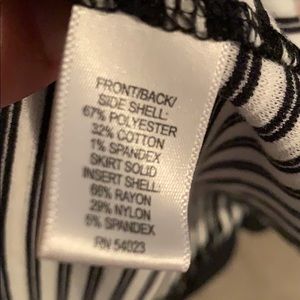 FRONT/BACK/
SIDE SHELL:
67% POLYESTER
32% COTTON
1% SPANDEX
SKIRT SOLID
INSERT SHELL:
66% RAYON
29% NYLON
5% SPANDEX
RN 54023